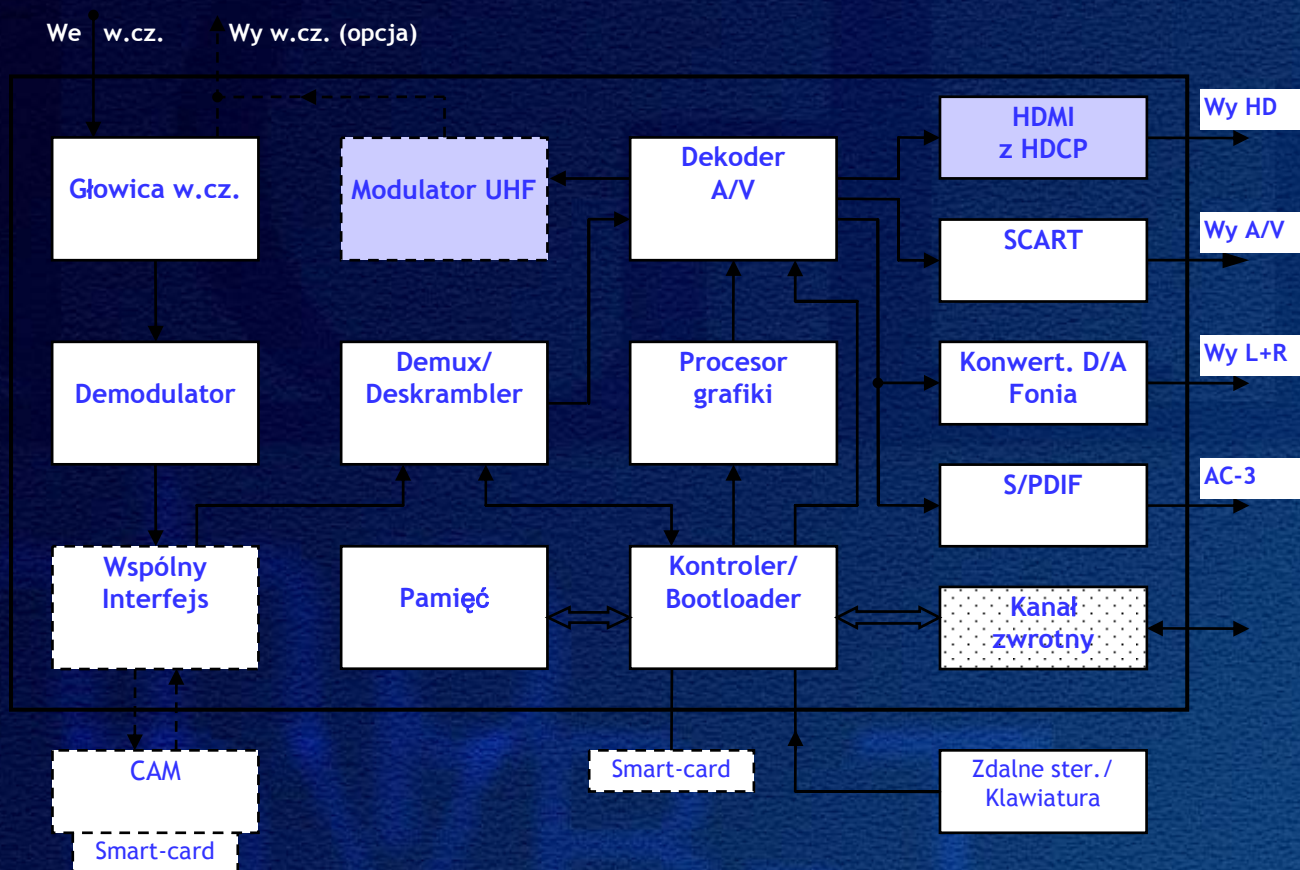 We w.cz.
Wy w.cz. (opcja)
Głowica w.cz.
Modulator UHF
Dekoder
A/V
HDMI
z HDCP
Wy HD
SCART
Wy A/V
Demodulator
Demux/
Deskrambler
Procesor
grafiki
Konwert. D/A
Fonia
Wy L+R
S/PDIF
AC-3
Wspólny
Interfejs
Pamięć
Kontroler/
Bootloader
Kanał
zwrotny
CAM
Smart-card
Smart-card
Zdalne ster./
Klawiatura